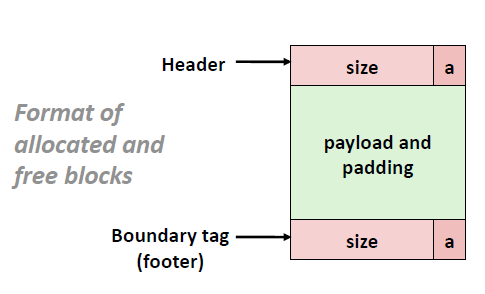 Header
size a
Format of
allocated and
free blocks
payload and
padding
Boundary tag
(footer)
size a